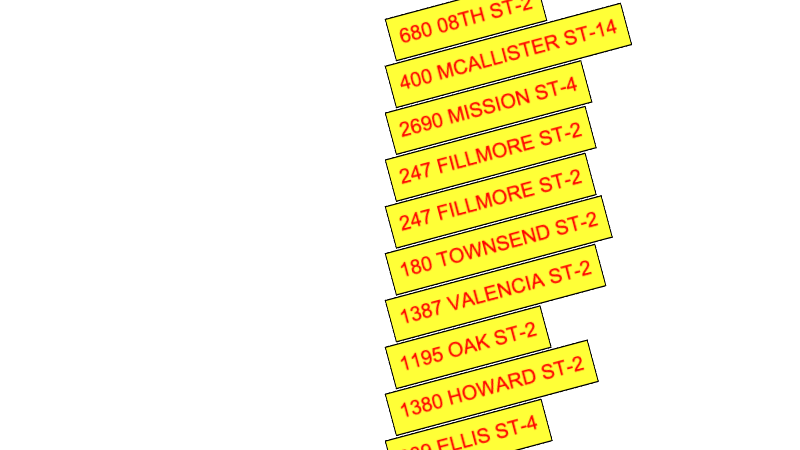 680 08TH ST-2
400 MCALLISTER ST-14
2690 MISSION ST-4
247 FILLMORE ST-2
247 FILLMORE ST-2
180 TOWNSEND ST-2
1387 VALENCIA ST-2
1195 OAK ST-2
1380 HOWARD ST-2
ELLIS ST-4